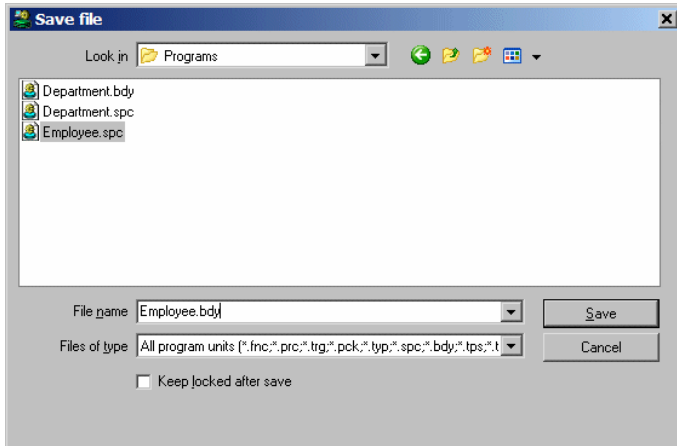 Save file
Look in Programs
Department.bdy
Department.spc
Employee.spc
File name Employee.bdy Save
Files of type All program units (*.fnc;*.prc;*.trg;*.pck;*.typ;*.spc;*.bdy;*.tps;*.t Cancel
Keep locked after save